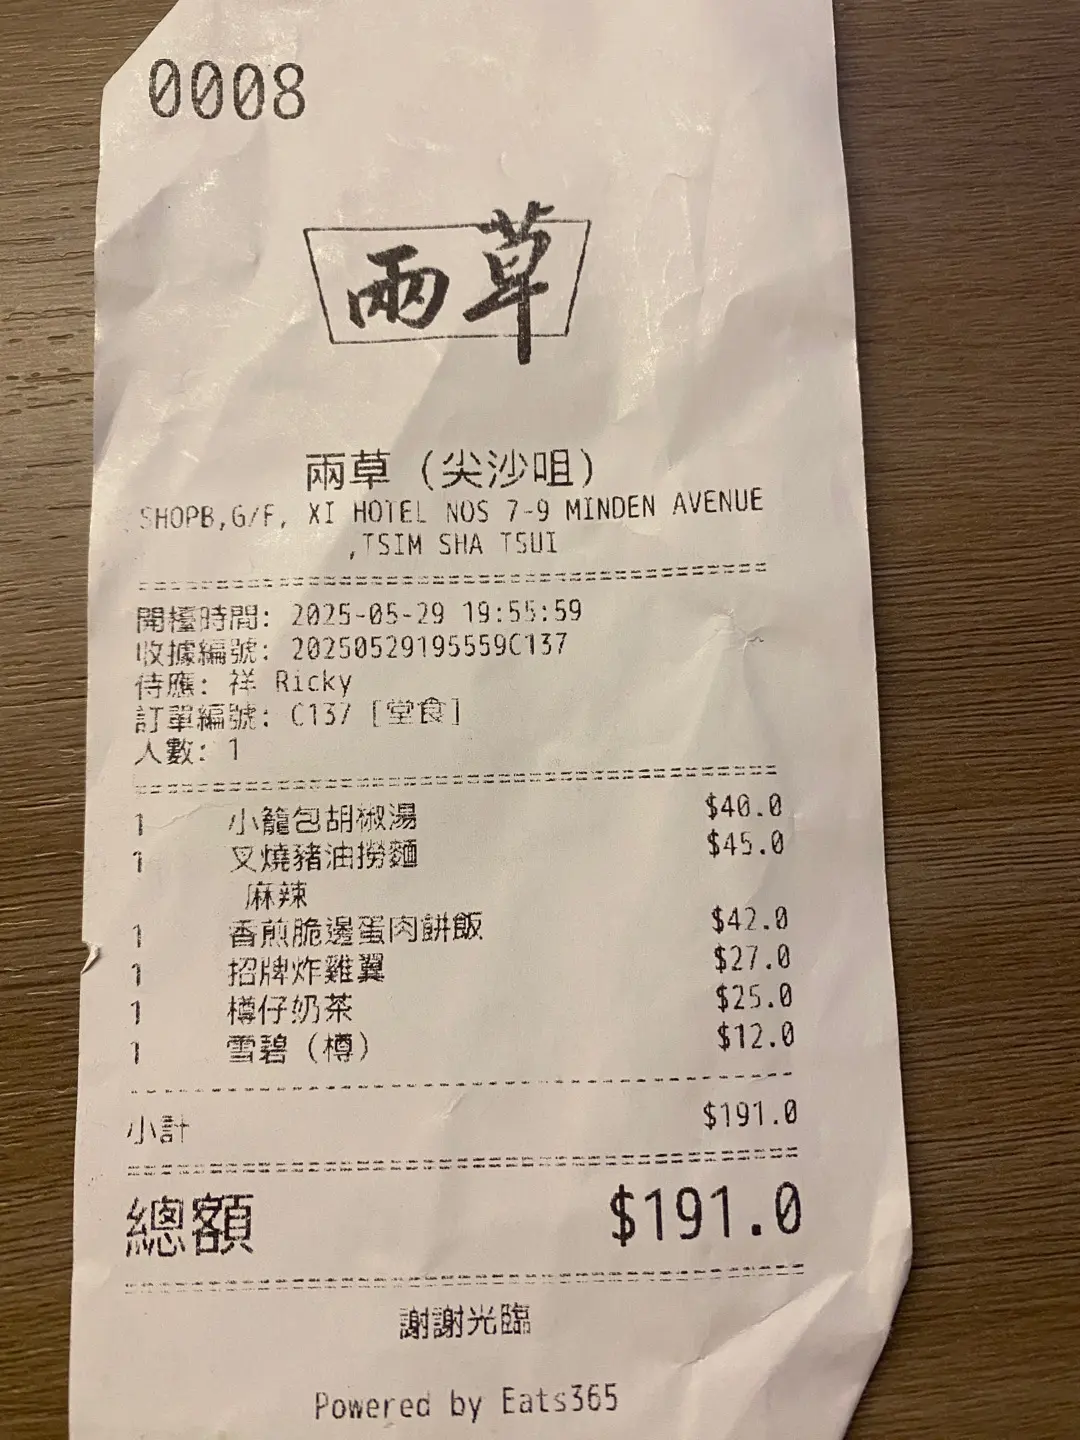 0008
兩草
兩草（尖沙咀）
SHOPB,G/F, XI HOTEL NOS 7-9 MINDEN AVENUE
,TSIM SHA TSUI
開檯時間: 2025-05-29 19:55:59
收據編號: 20250529195559C137
侍應: 祥 Ricky
訂單編號: C137 [堂食]
人數: 1
1 小籠包胡椒湯 $40.0
1 叉燒豬油撈麵 $45.0
麻辣
1 香煎脆邊蛋肉餅飯 $42.0
1 招牌炸雞翼 $27.0
1 樽仔奶茶 $25.0
1 雪碧（樽） $12.0
小計 $191.0
總額 $191.0
謝謝光臨
Powered by Eats365